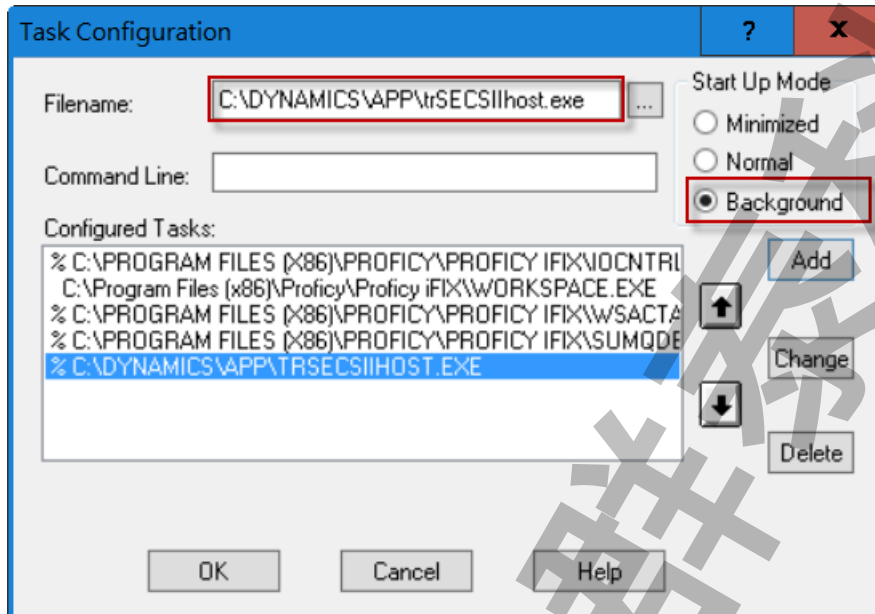 Task Configuration
?
x
Filename:
C:\DYNAMICS\APP\trSECSIIhost.exe
...
Start Up Mode
Minimized
Normal
Background
Command Line:
Configured Tasks:
% C:\PROGRAM FILES (X86)\PROFICY\PROFICY IFIX\IOCNTRL
C:\Program Files (x86)\Proficy\Proficy iFIX\WORKSPACE.EXE
% C:\PROGRAM FILES (X86)\PROFICY\PROFICY IFIX\WSACTA
% C:\PROGRAM FILES (X86)\PROFICY\PROFICY IFIX\SUMQDE
% C:\DYNAMICS\APP\TRSECSIIHOST.EXE
Add
Change
Delete
OK
Cancel
Help